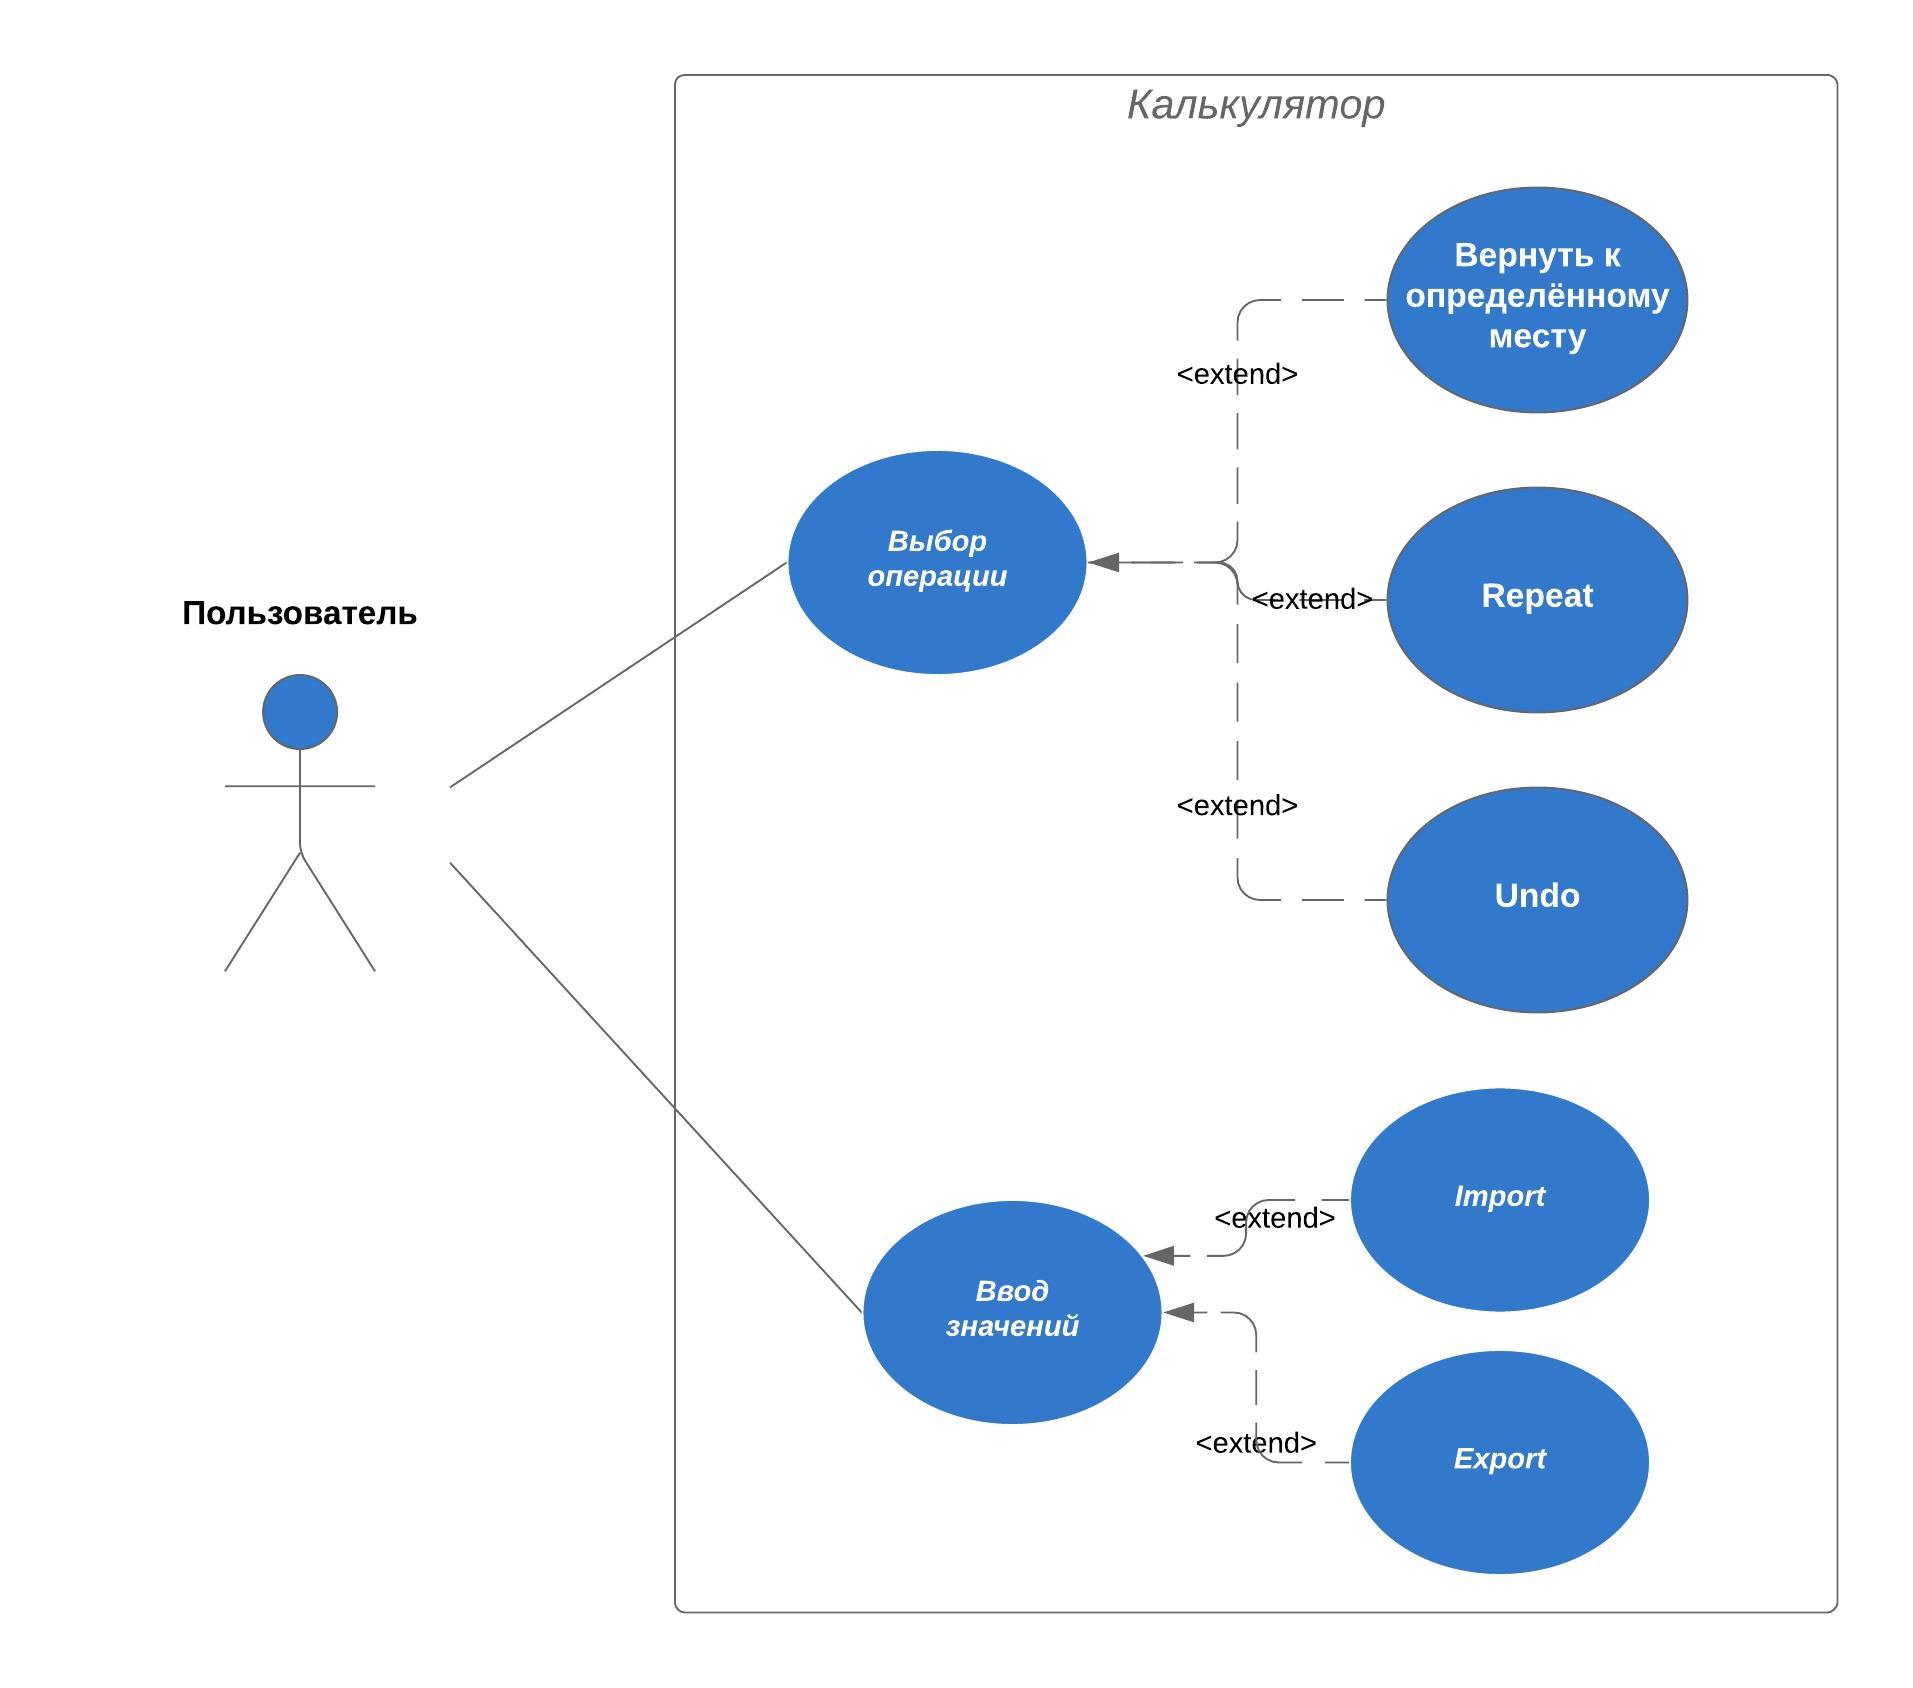 Калькулятор
Вернуть к
определённому
месту
<extend>
Выбор
операции
<extend>
Repeat
Пользователь
<extend>
Undo
Import
<extend>
Ввод
значений
<extend>
Export